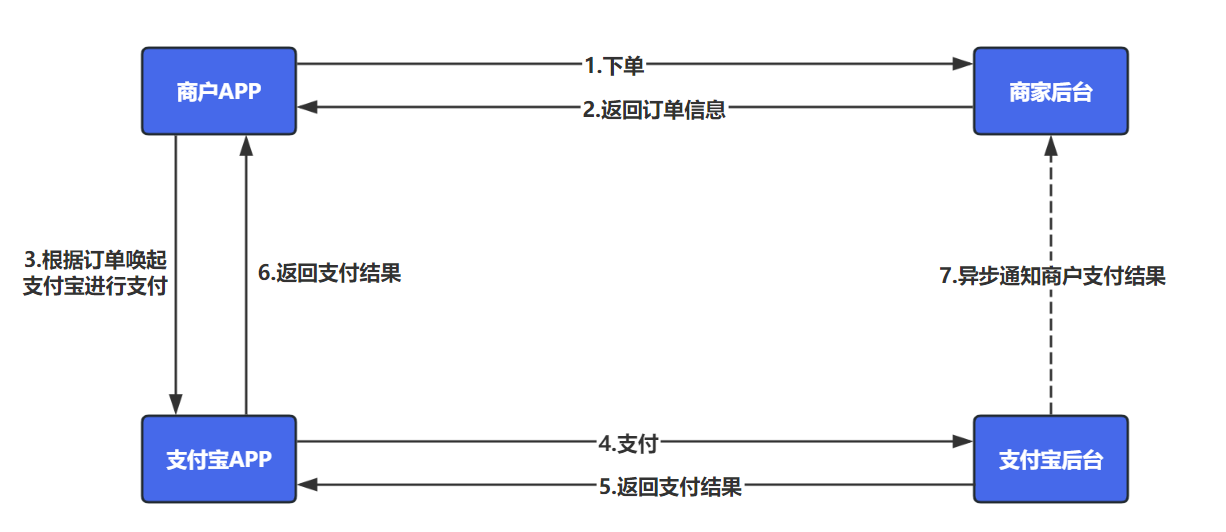 商户APP
1.下单
商家后台
2.返回订单信息
3.根据订单唤起
支付宝进行支付
6.返回支付结果
7.异步通知商户支付结果
支付宝APP
4.支付
支付宝后台
5.返回支付结果